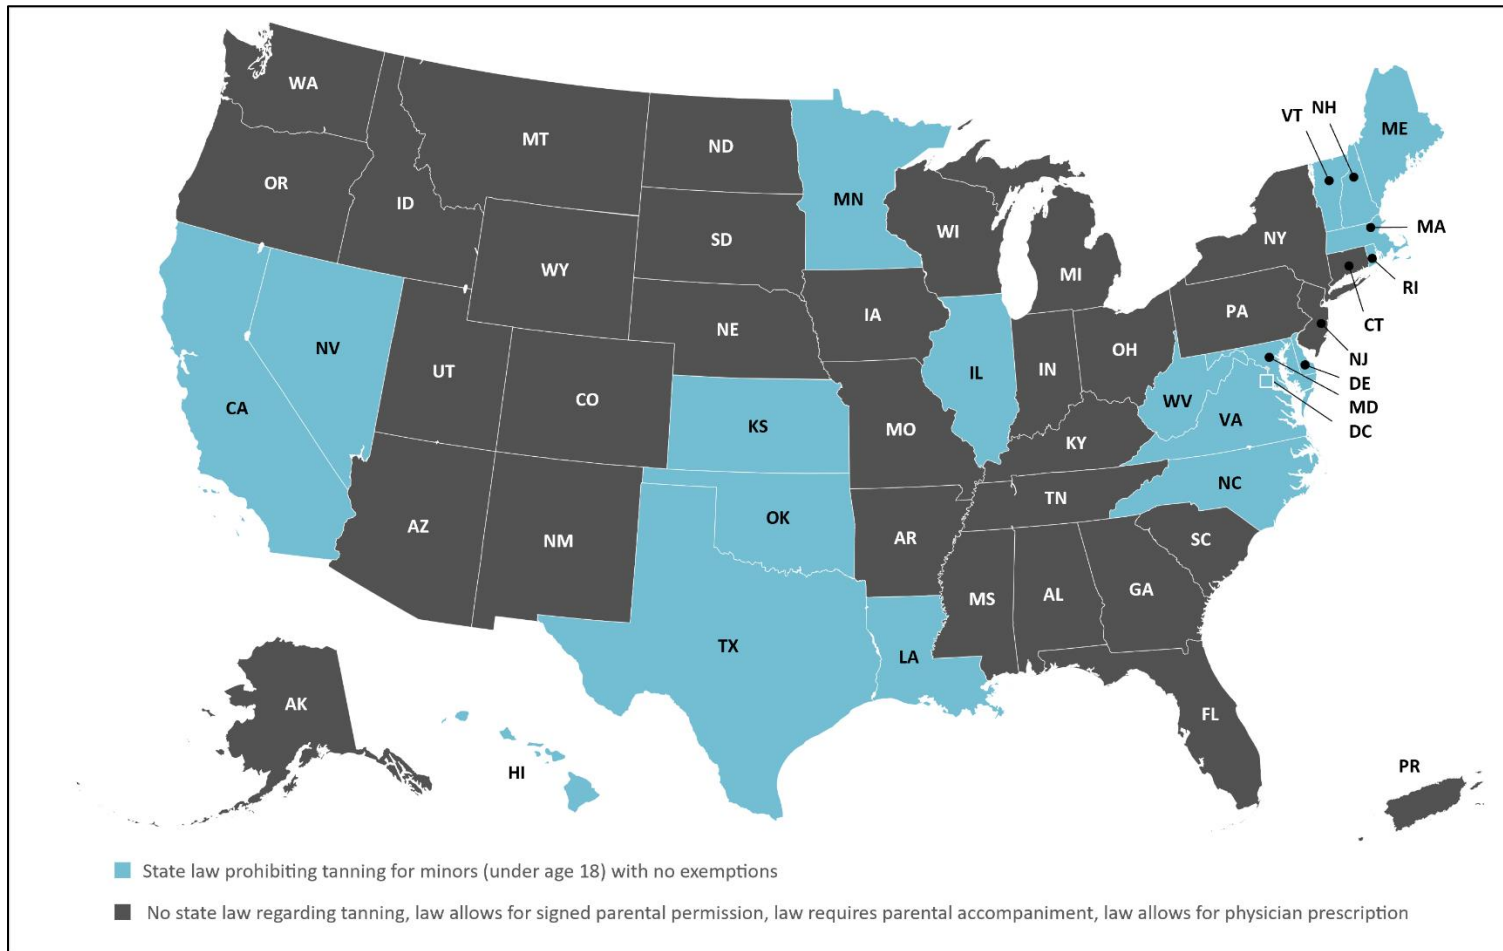 WA
MT
ND
MN
VT
NH
ME
OR
ID
SD
WI
MI
NY
MA
WY
RI
IA
PA
CT
NE
NV
UT
IL
IN
OH
NJ
DE
MD
DC
CA
CO
KS
MO
KY
WV
VA
NC
AZ
NM
OK
TN
AR
SC
MS
AL
GA
TX
LA
AK
FL
HI
PR
State law prohibiting tanning for minors (under age 18) with no exemptions
No state law regarding tanning, law allows for signed parental permission, law requires parental accompaniment, law allows for physician prescription